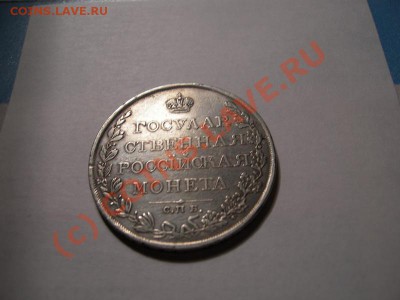 COINS.LAVE.RU
ГОСУДАР
СТВЕННАЯ
РОССІЙСКАЯ
МОНЕТА
С.П.Б.
(c) COINS.LAVE.RU